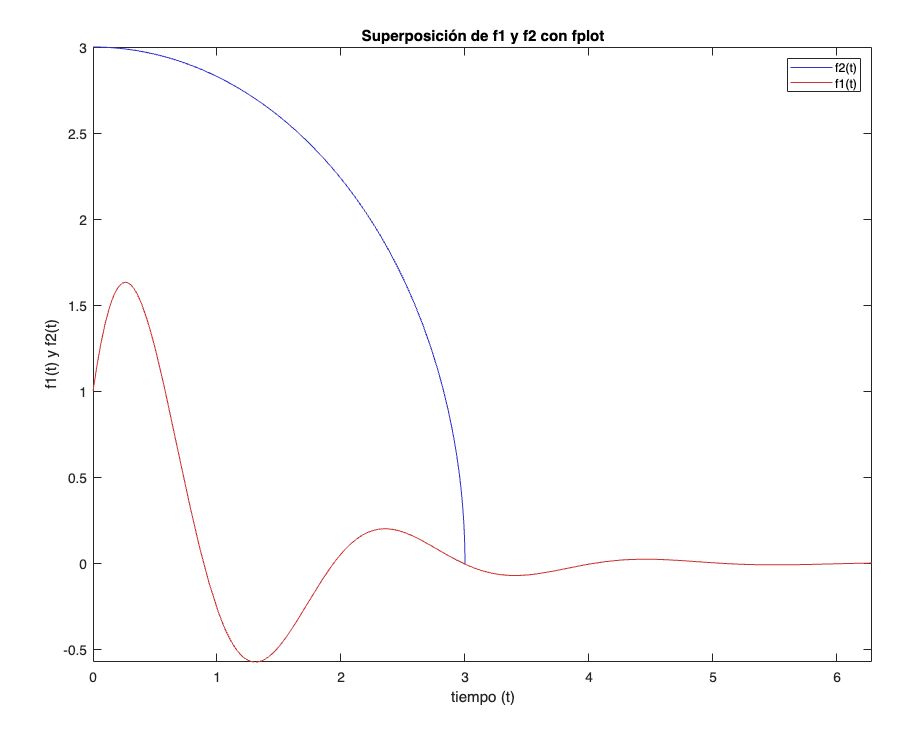 Superposición de f1 y f2 con fplot
f2(t)
f1(t)
3
2.5
2
1.5
1
0.5
0
-0.5
f1(t) y f2(t)
0 1 2 3 4 5 6
tiempo (t)